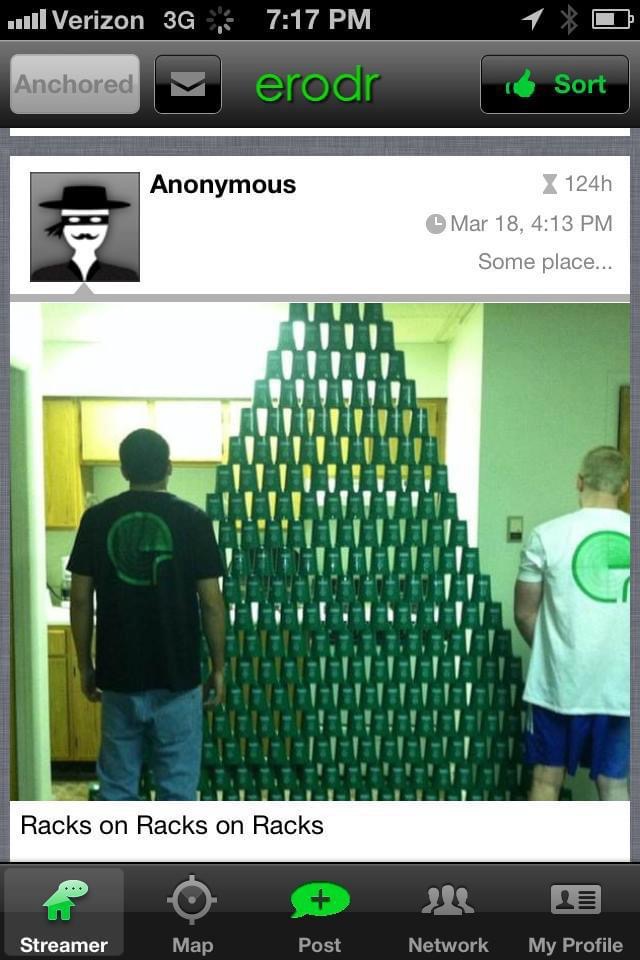 Verizon 3G 7:17 PM
Anchored erodr Sort
Anonymous 124h
Mar 18, 4:13 PM
Some place...
Racks on Racks on Racks
Streamer Map Post Network My Profile